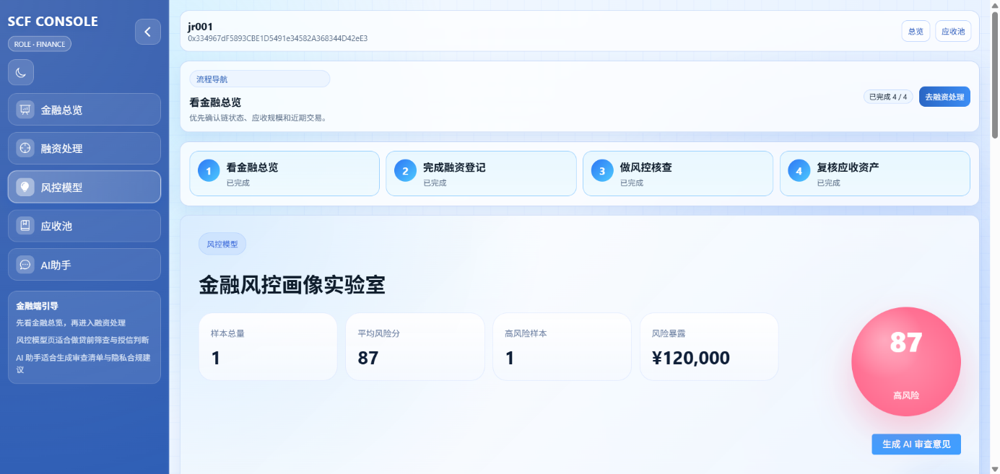 SCF CONSOLE
ROLE · FINANCE
金融总览
融资处理
风控模型
应收池
AI助手
金融端引导
先看金融总览，再进入融资处理
风控模型页适合做贷前筛查与授信判断
AI 助手适合生成审查清单与隐私合规建
议
jr001
0x334967dF5893CBE1D5491e34582A368344D42eE3
总览
应收池
流程导航
看金融总览
优先确认链状态、应收规模和近期交易。
已完成 4 / 4
去融资处理
1
看金融总览
已完成
2
完成融资登记
已完成
3
做风控核查
已完成
4
复核应收资产
已完成
风控模型
金融风控画像实验室
样本总量
1
平均风险分
87
高风险样本
1
风险暴露
¥120,000
87
高风险
生成 AI 审查意见